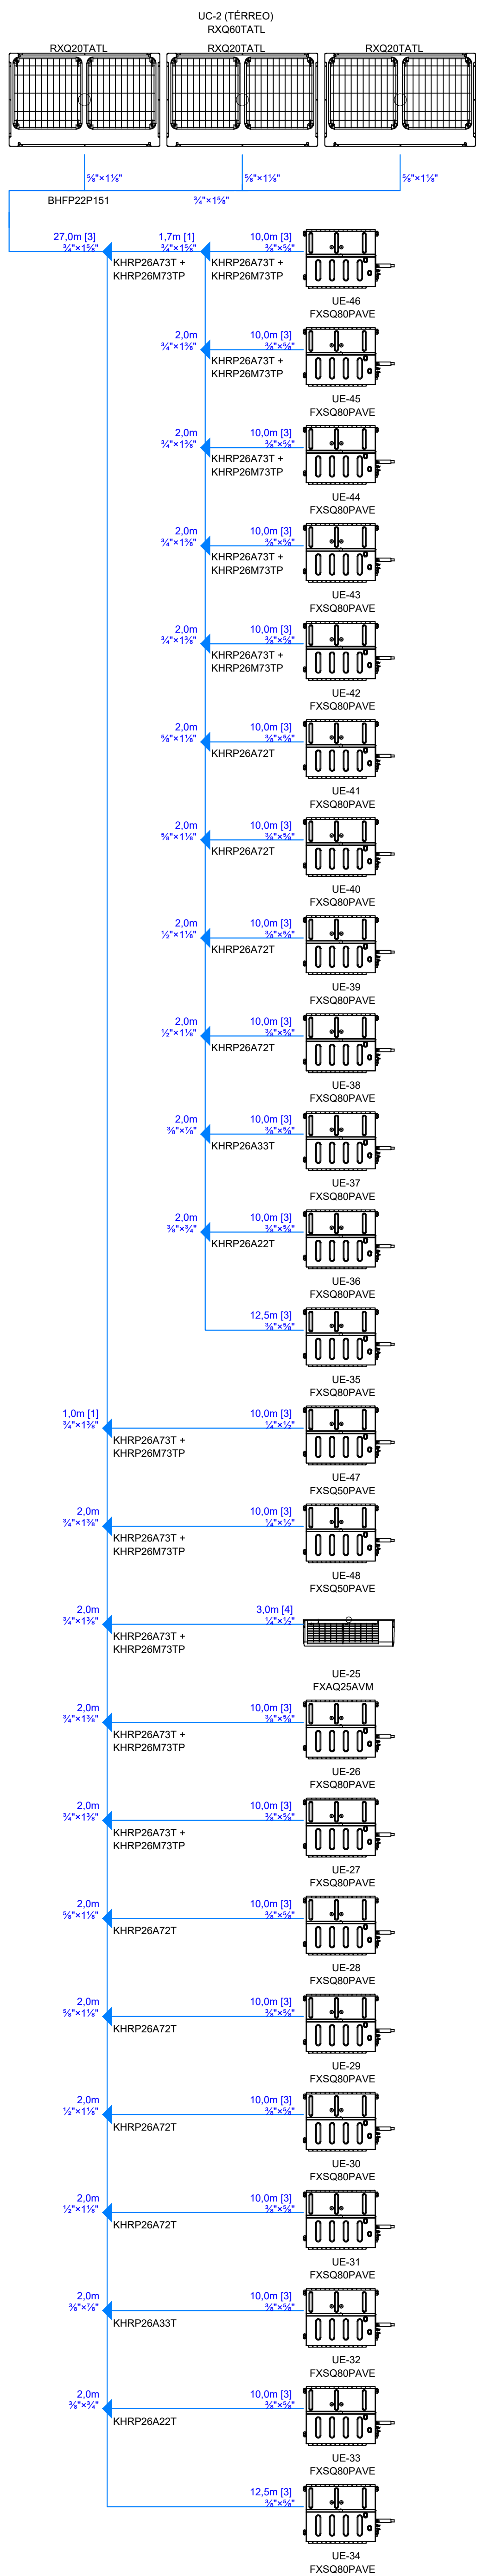 UC-2 (TÉRREO)
RXQ60TATL
RXQ20TATL RXQ20TATL RXQ20TATL
⅝"×1⅛" ⅝"×1⅛" ⅝"×1⅛"
BHFP22P151 ¾"×1⅝"
27,0m [3] 1,7m [1] 10,0m [3]
¾"×1⅝" ¾"×1⅝" ⅜"×⅝"
KHRP26A73T + KHRP26A73T +
KHRP26M73TP KHRP26M73TP
UE-46
FXSQ80PAVE
2,0m 10,0m [3]
¾"×1⅜" ⅜"×⅝"
KHRP26A73T +
KHRP26M73TP
UE-45
FXSQ80PAVE
2,0m 10,0m [3]
¾"×1⅜" ⅜"×⅝"
KHRP26A73T +
KHRP26M73TP
UE-44
FXSQ80PAVE
2,0m 10,0m [3]
¾"×1⅜" ⅜"×⅝"
KHRP26A73T +
KHRP26M73TP
UE-43
FXSQ80PAVE
2,0m 10,0m [3]
¾"×1⅜" ⅜"×⅝"
KHRP26A73T +
KHRP26M73TP
UE-42
FXSQ80PAVE
2,0m 10,0m [3]
⅝"×1⅛" ⅜"×⅝"
KHRP26A72T
UE-41
FXSQ80PAVE
2,0m 10,0m [3]
⅝"×1⅛" ⅜"×⅝"
KHRP26A72T
UE-40
FXSQ80PAVE
2,0m 10,0m [3]
½"×1⅛" ⅜"×⅝"
KHRP26A72T
UE-39
FXSQ80PAVE
2,0m 10,0m [3]
½"×1⅛" ⅜"×⅝"
KHRP26A72T
UE-38
FXSQ80PAVE
2,0m 10,0m [3]
⅜"×⅞" ⅜"×⅝"
KHRP26A33T
UE-37
FXSQ80PAVE
2,0m 10,0m [3]
⅜"×¾" ⅜"×⅝"
KHRP26A22T
UE-36
FXSQ80PAVE
12,5m [3]
⅜"×⅝"
UE-35
FXSQ80PAVE
1,0m [1] 10,0m [3]
¾"×1⅜" ¼"×½"
KHRP26A73T +
KHRP26M73TP
UE-47
FXSQ50PAVE
2,0m 10,0m [3]
¾"×1⅜" ¼"×½"
KHRP26A73T +
KHRP26M73TP
UE-48
FXSQ50PAVE
2,0m 3,0m [4]
¾"×1⅜" ¼"×½"
KHRP26A73T +
KHRP26M73TP
UE-25
FXAQ25AVM
2,0m 10,0m [3]
¾"×1⅜" ⅜"×⅝"
KHRP26A73T +
KHRP26M73TP
UE-26
FXSQ80PAVE
2,0m 10,0m [3]
¾"×1⅜" ⅜"×⅝"
KHRP26A73T +
KHRP26M73TP
UE-27
FXSQ80PAVE
2,0m 10,0m [3]
⅝"×1⅛" ⅜"×⅝"
KHRP26A72T
UE-28
FXSQ80PAVE
2,0m 10,0m [3]
⅝"×1⅛" ⅜"×⅝"
KHRP26A72T
UE-29
FXSQ80PAVE
2,0m 10,0m [3]
½"×1⅛" ⅜"×⅝"
KHRP26A72T
UE-30
FXSQ80PAVE
2,0m 10,0m [3]
½"×1⅛" ⅜"×⅝"
KHRP26A72T
UE-31
FXSQ80PAVE
2,0m 10,0m [3]
⅜"×⅞" ⅜"×⅝"
KHRP26A33T
UE-32
FXSQ80PAVE
2,0m 10,0m [3]
⅜"×¾" ⅜"×⅝"
KHRP26A22T
UE-33
FXSQ80PAVE
12,5m [3]
⅜"×⅝"
UE-34
FXSQ80PAVE